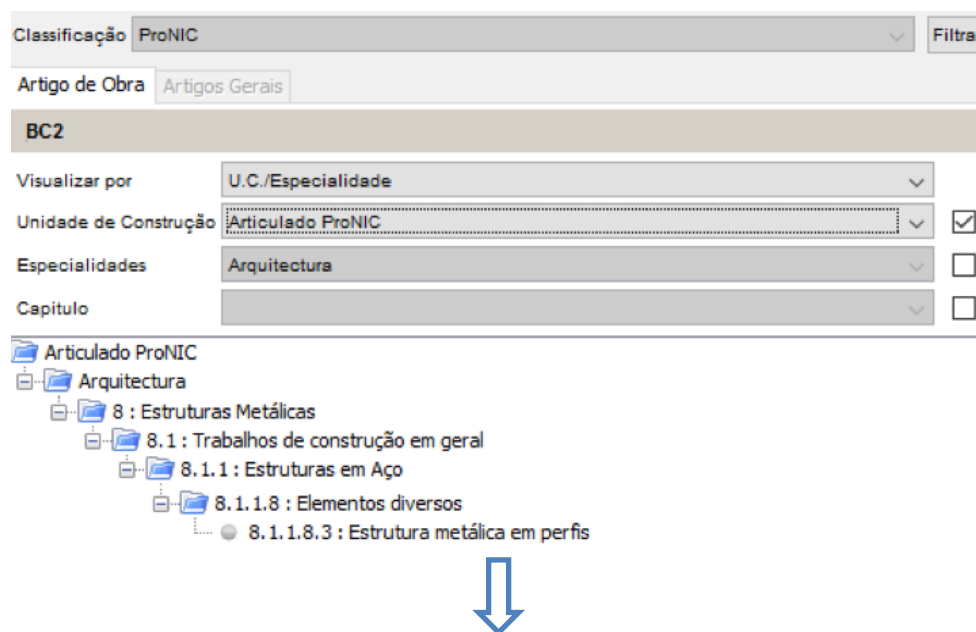 Classificação ProNIC Filtra
Artigo de Obra Artigos Gerais
BC2
Visualizar por U.C./Especialidade
Unidade de Construção Articulado ProNIC
Especialidades Arquitectura
Capitulo
Articulado ProNIC
Arquitectura
8 : Estruturas Metálicas
8.1 : Trabalhos de construção em geral
8.1.1 : Estruturas em Aço
8.1.1.8 : Elementos diversos
8.1.1.8.3 : Estrutura metálica em perfis